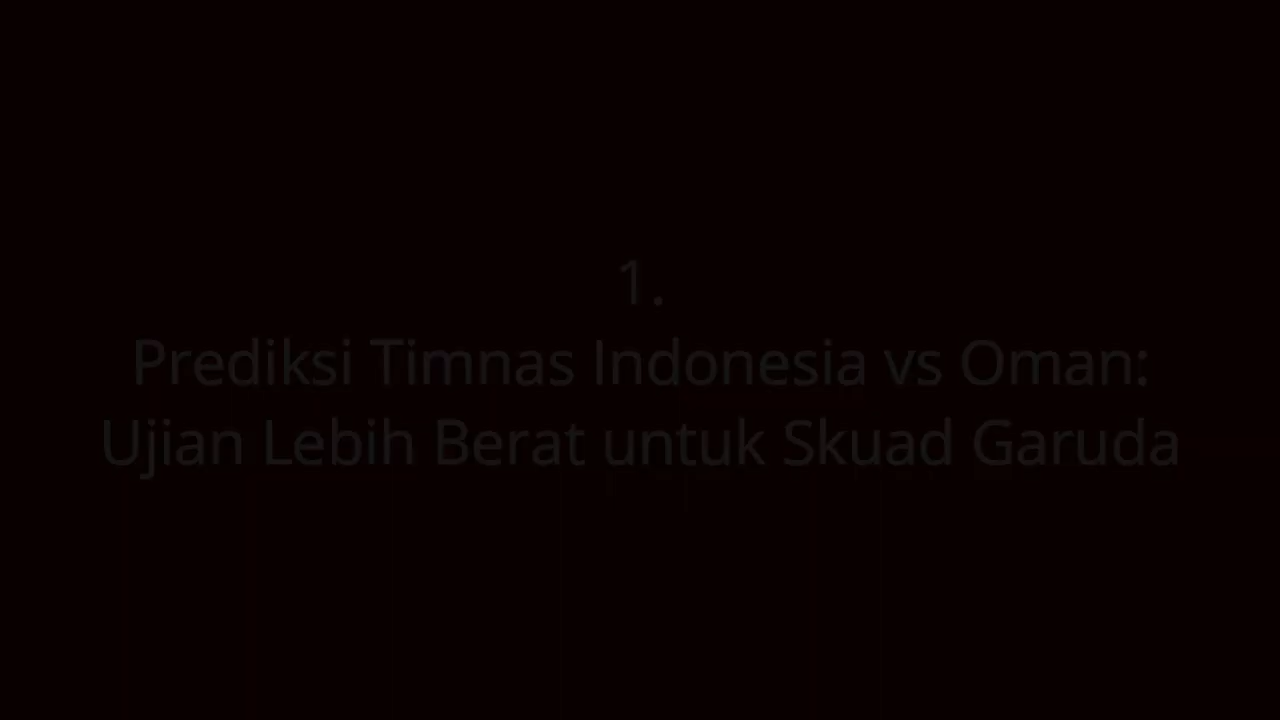 1.
Prediksi Timnas Indonesia vs Oman:
Ujian Lebih Berat untuk Skuad Garuda